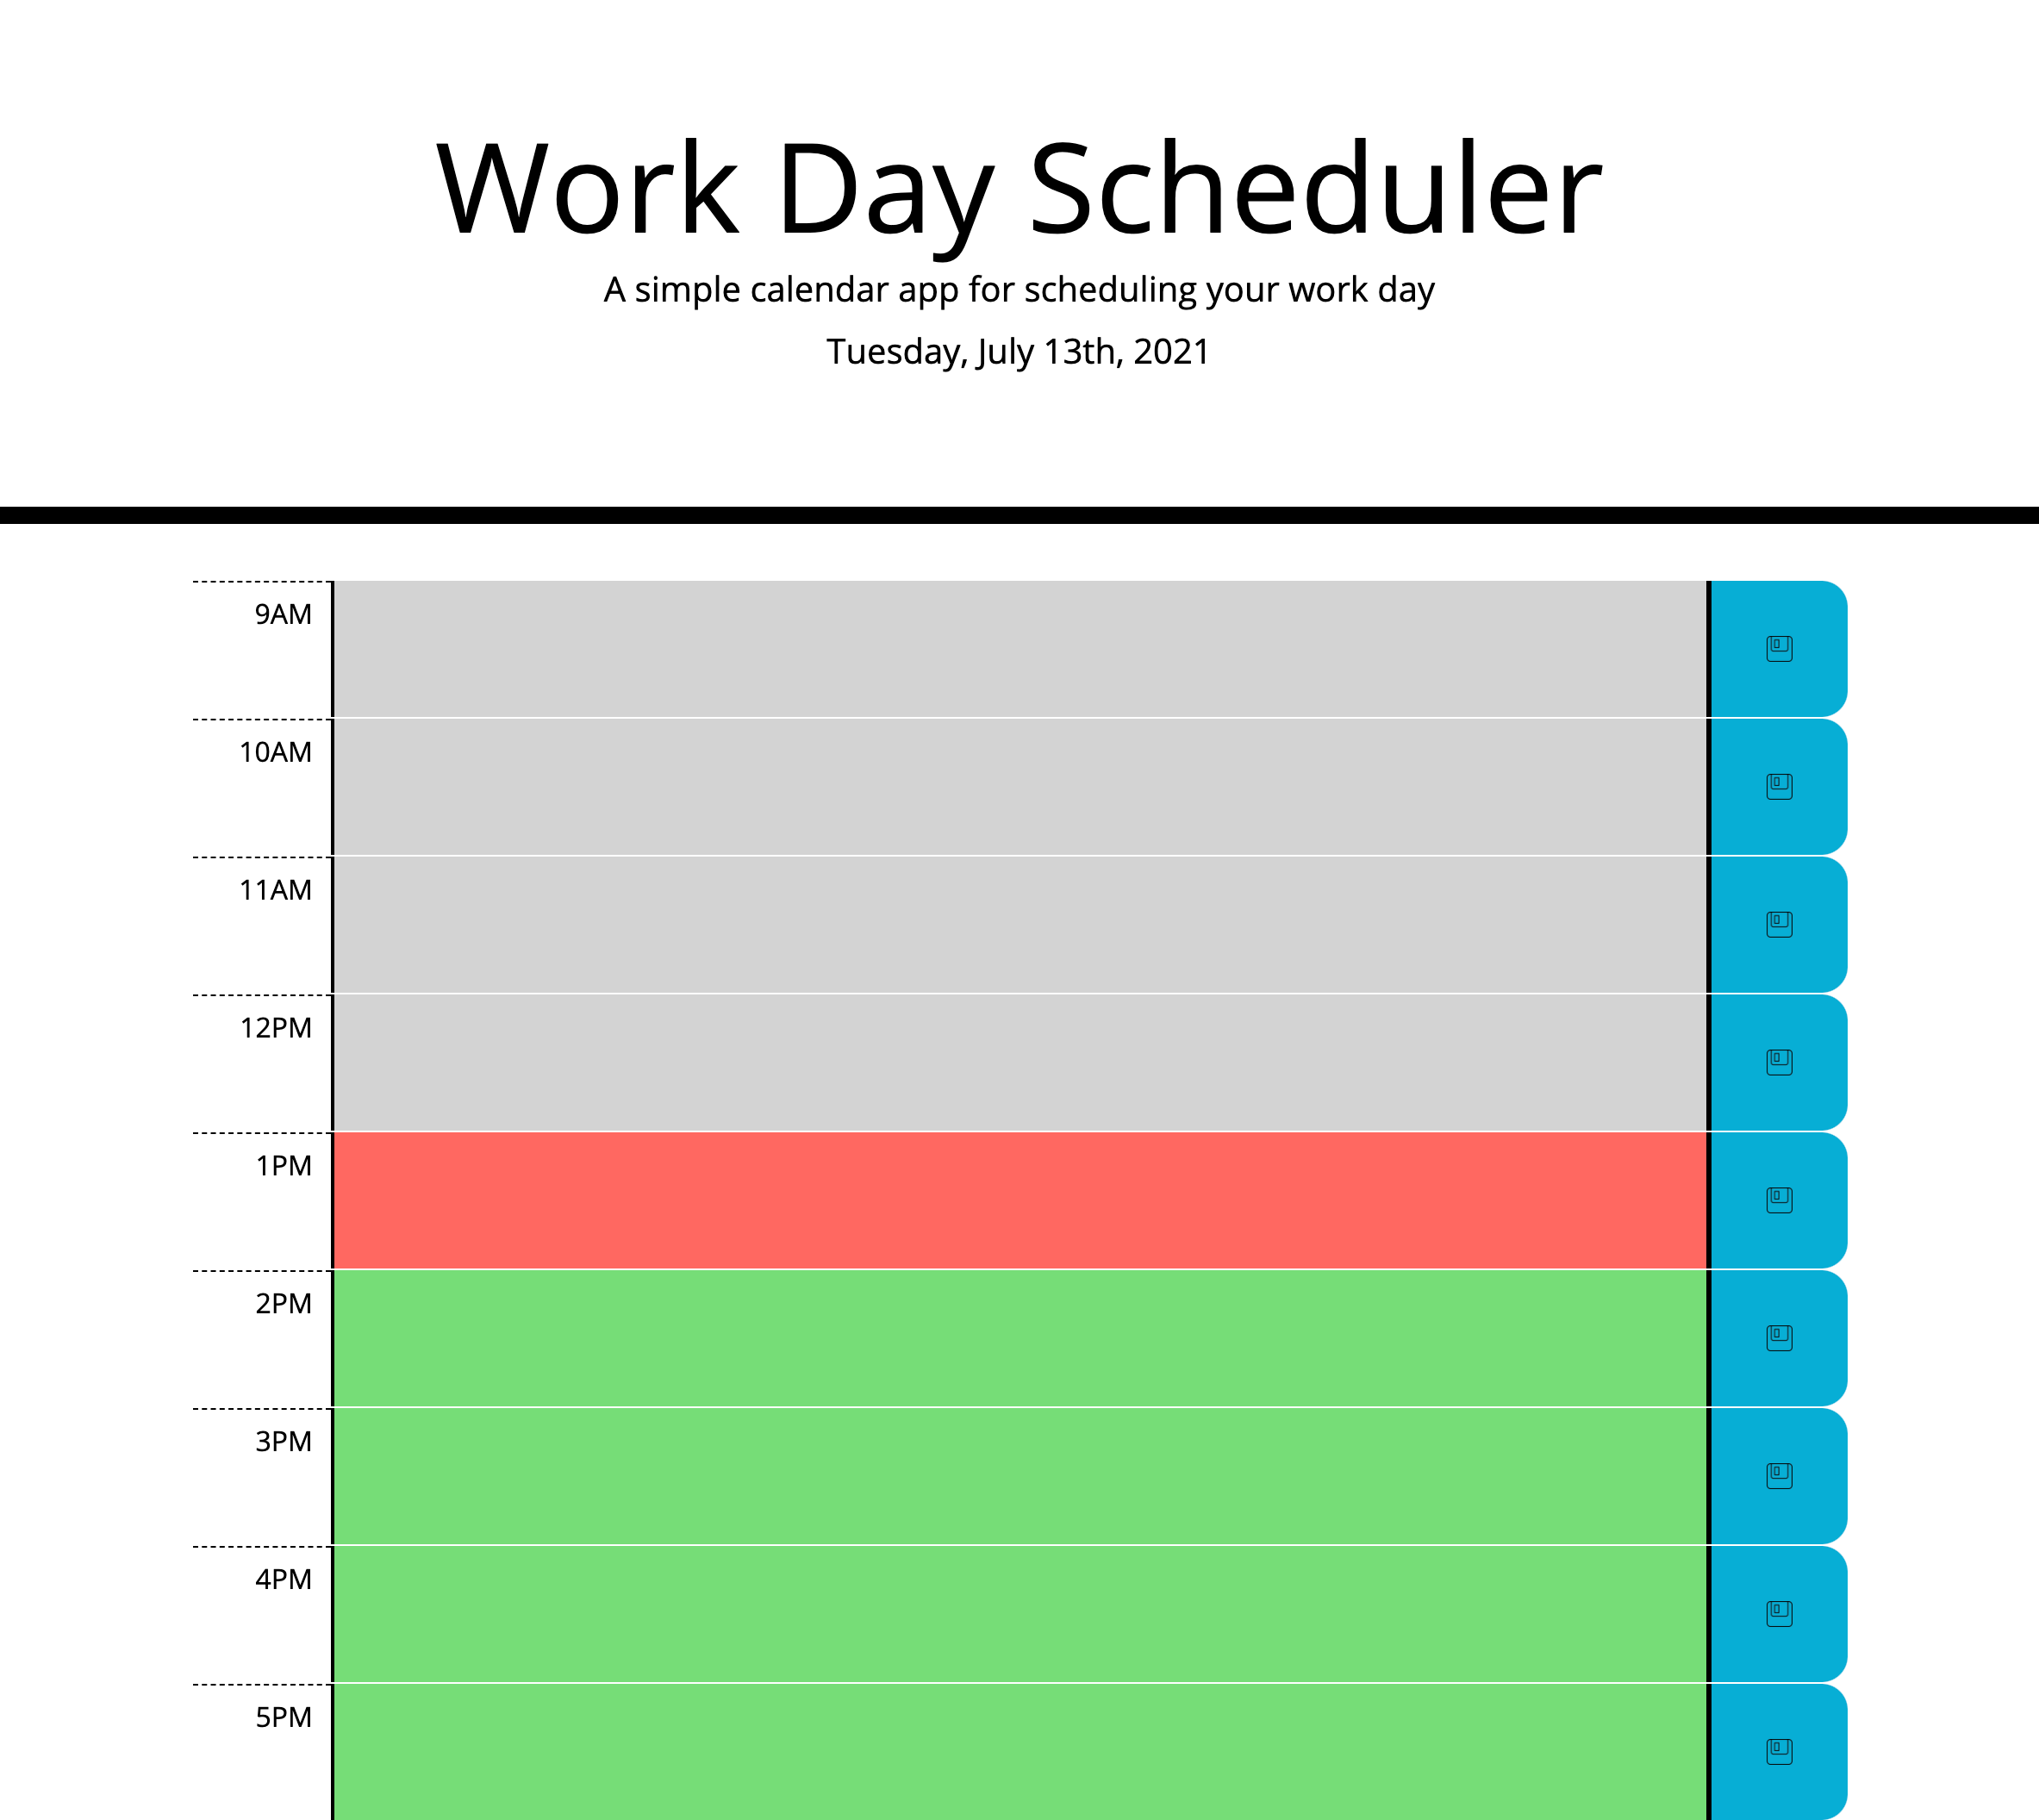 Work Day Scheduler
A simple calendar app for scheduling your work day
Tuesday, July 13th, 2021
9AM
10AM
11AM
12PM
1PM
2PM
3PM
4PM
5PM